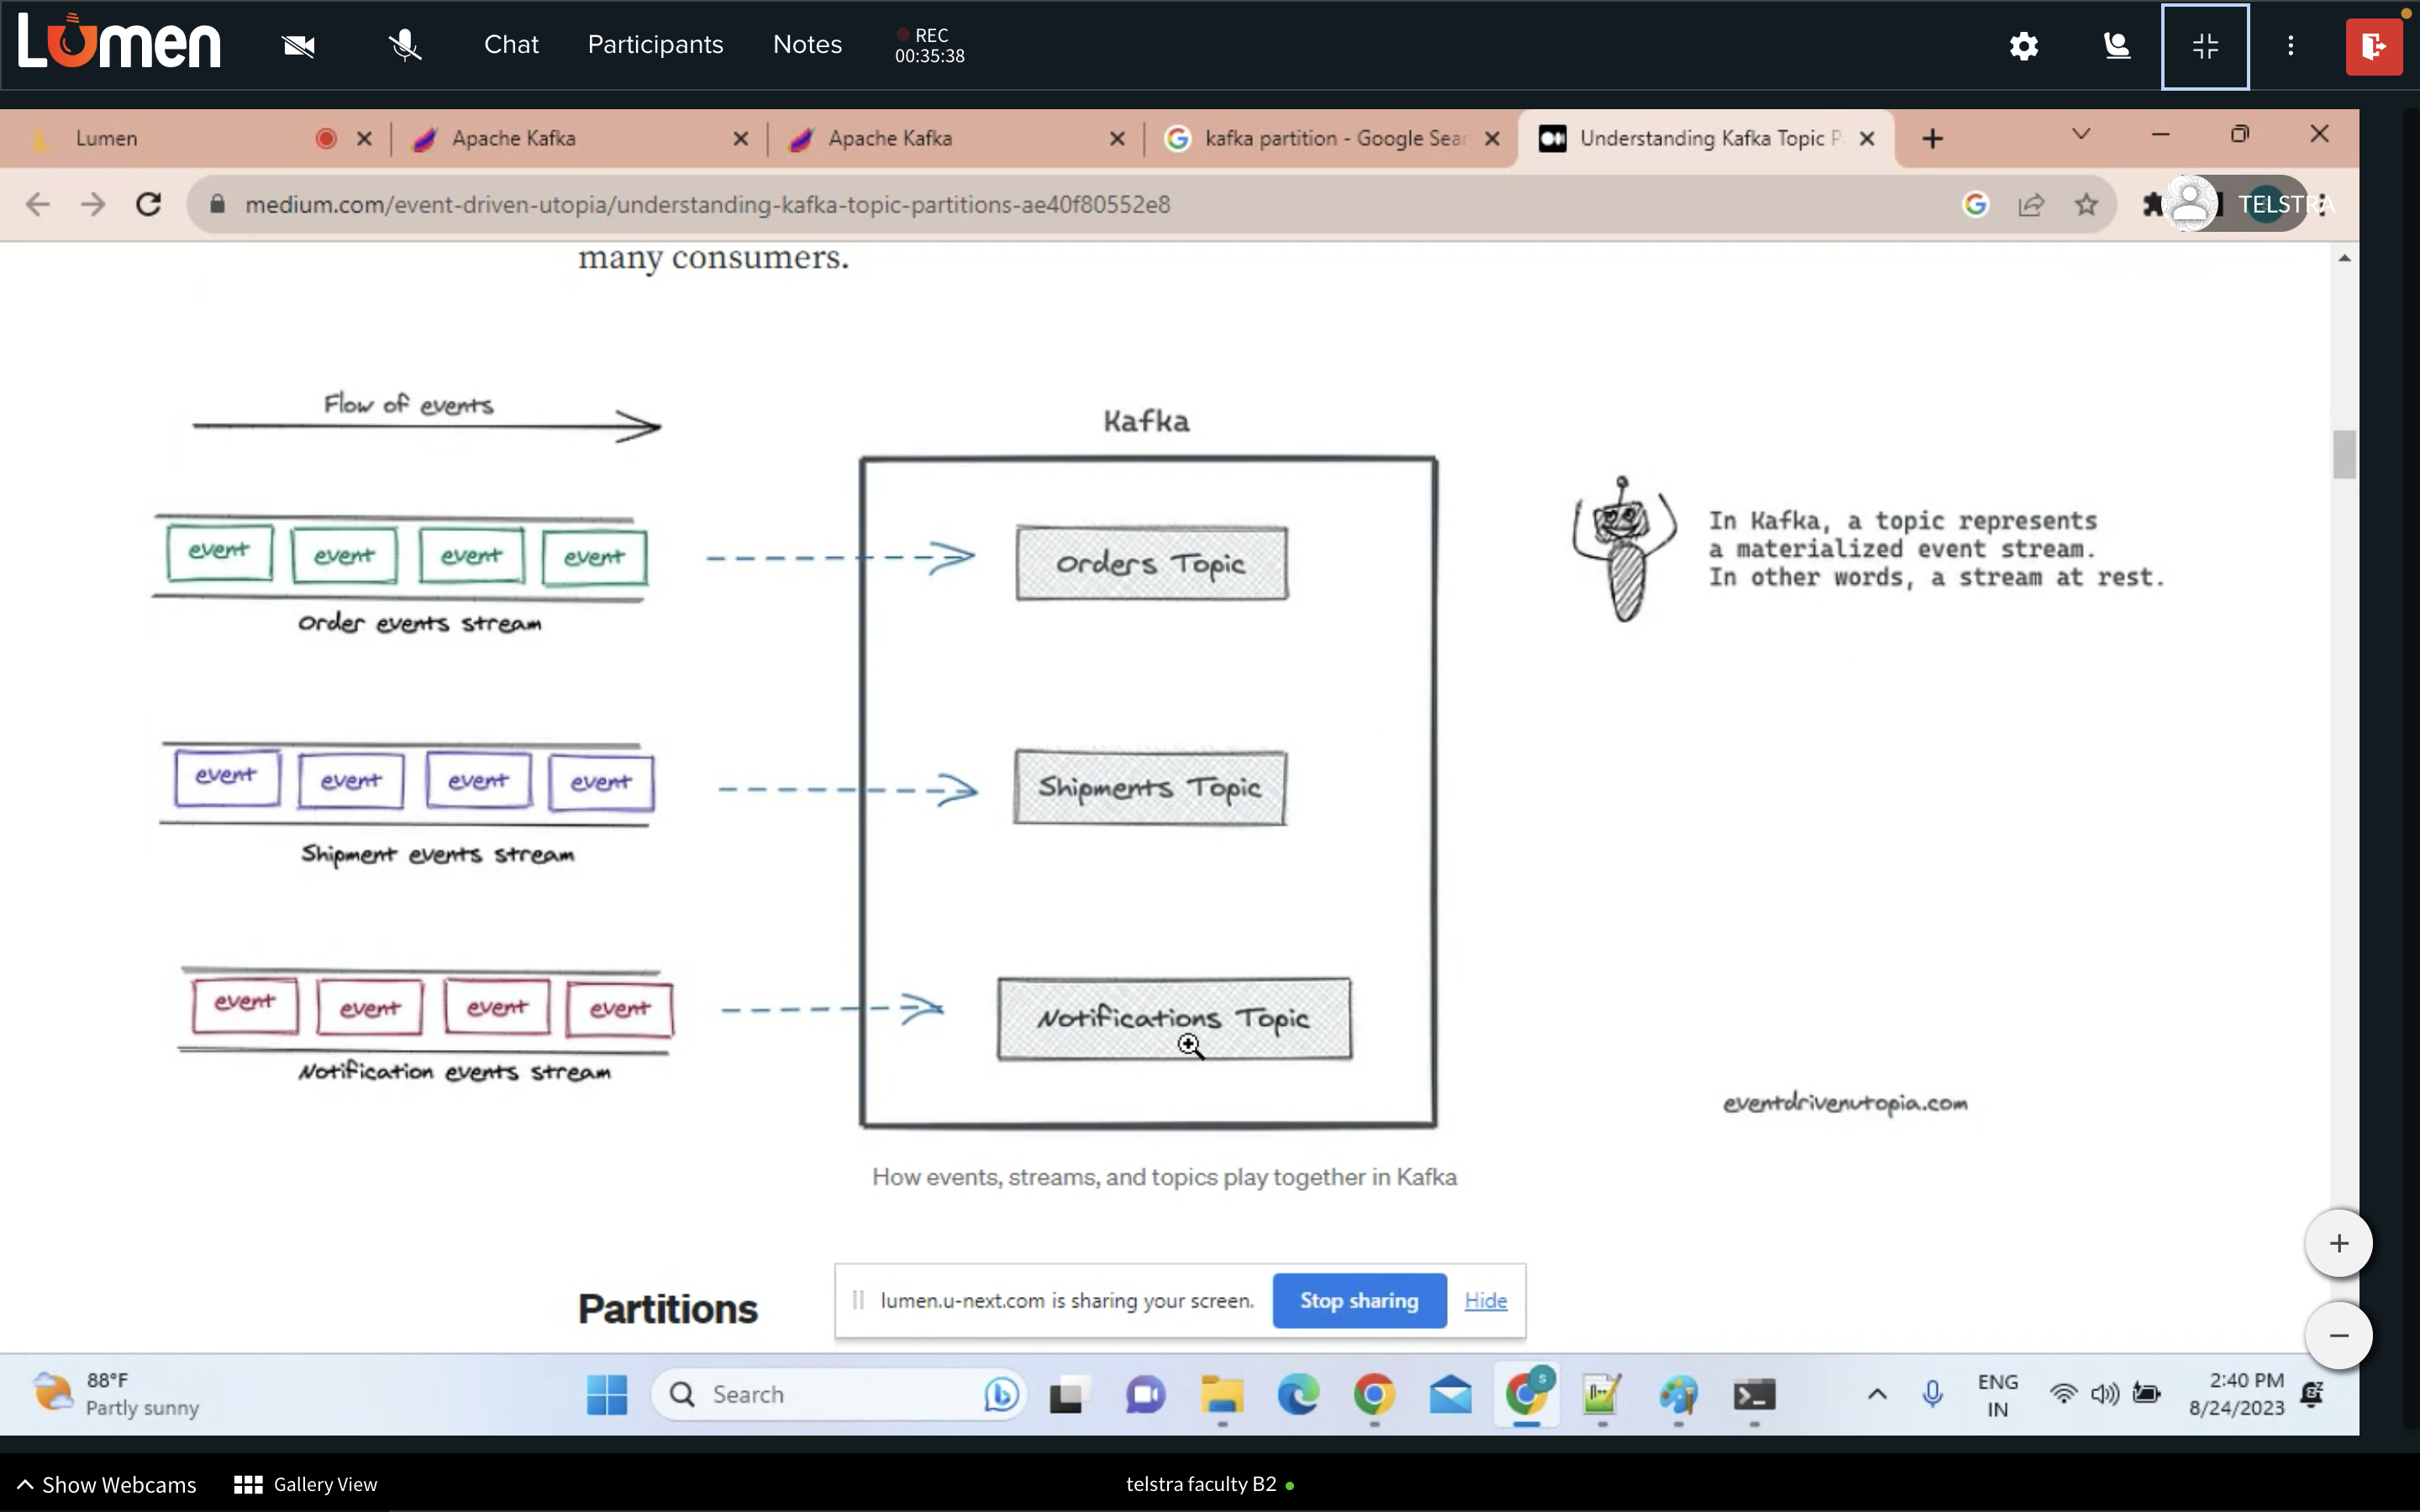 Lumen
Chat
Participants
Notes
REC
00:35:38
Lumen
Apache Kafka
Apache Kafka
kafka partition - Google Sear
Understanding Kafka Topic P
medium.com/event-driven-utopia/understanding-kafka-topic-partitions-ae40f80552e8
TELSTRA
many consumers.
Flow of events
Kafka
event event event event
Orders Topic
Order events stream
In Kafka, a topic represents
a materialized event stream.
In other words, a stream at rest.
event event event event
Shipments Topic
Shipment events stream
event event event event
Notifications Topic
Notification events stream
eventdrivenutopia.com
How events, streams, and topics play together in Kafka
Partitions
lumen.u-next.com is sharing your screen.
Stop sharing
Hide
88°F
Partly sunny
Search
ENG
IN
2:40 PM
8/24/2023
Show Webcams
Gallery View
telstra faculty B2